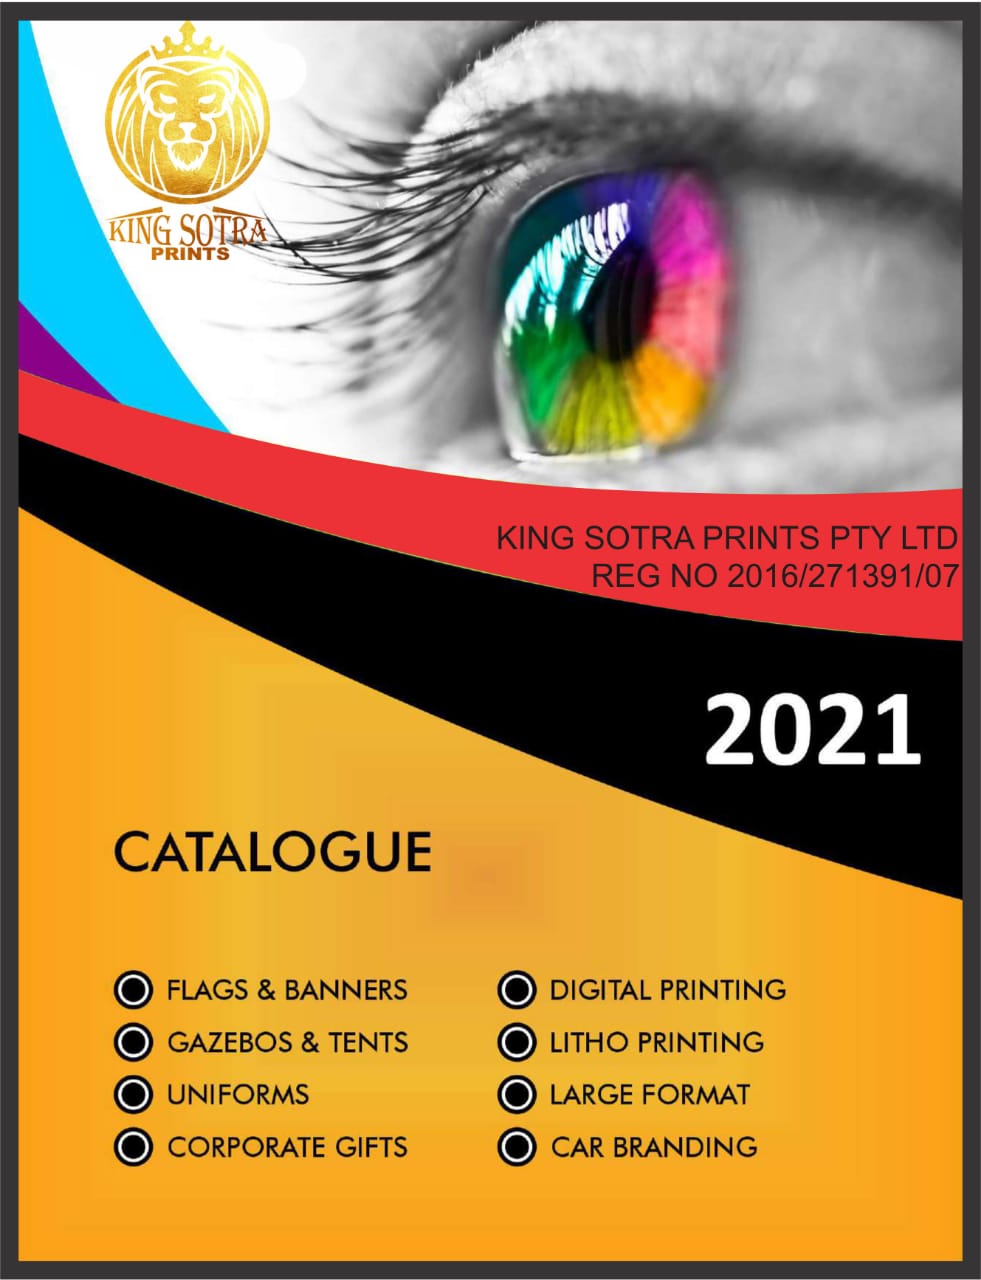 KING SOTRA
PRINTS
KING SOTRA PRINTS PTY LTD
REG NO 2016/271391/07
2021
CATALOGUE
FLAGS & BANNERS
GAZEBOS & TENTS
UNIFORMS
CORPORATE GIFTS
DIGITAL PRINTING
LITHO PRINTING
LARGE FORMAT
CAR BRANDING